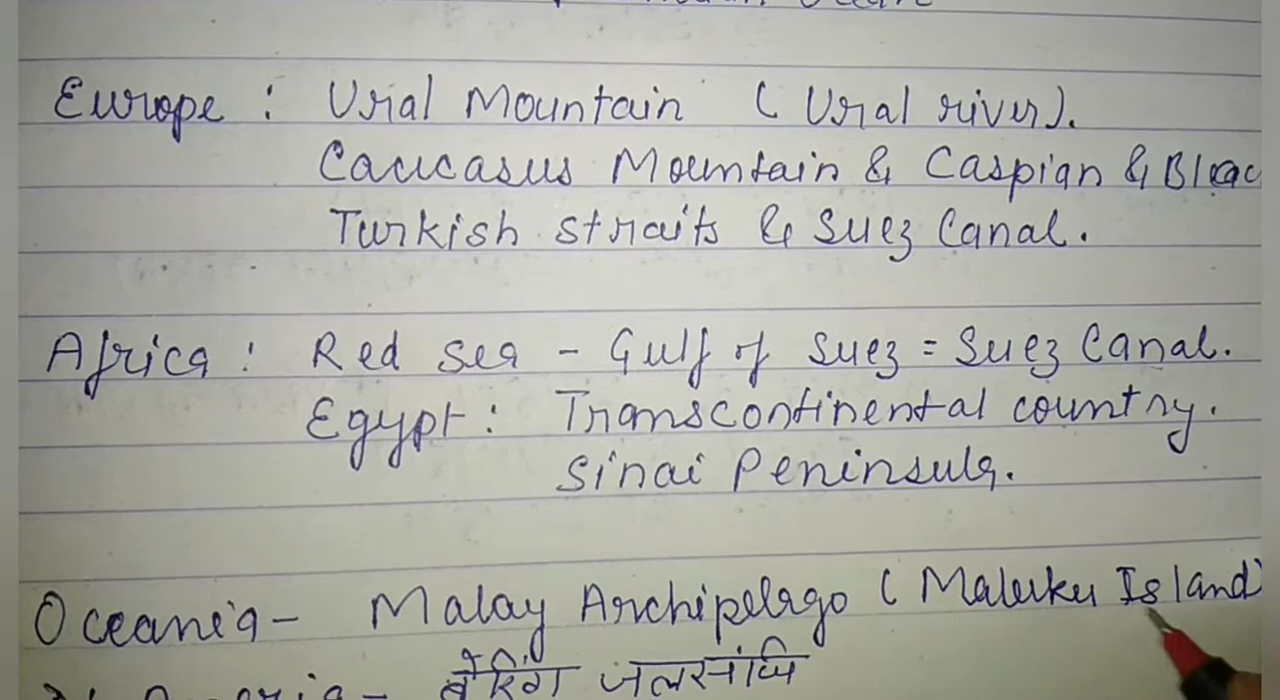 Ocean
Europe : Ural Mountain ( Ural river).
Caucasus Mountain & Caspian & Blac
Turkish straits & Suez Canal.
Africa : Red sea - Gulf of Suez = Suez Canal.
Egypt : Transcontinental country.
Sinai Peninsula.
Oceania - Malay Archipelago ( Maluku Island)
बेरिंग जलसंधि